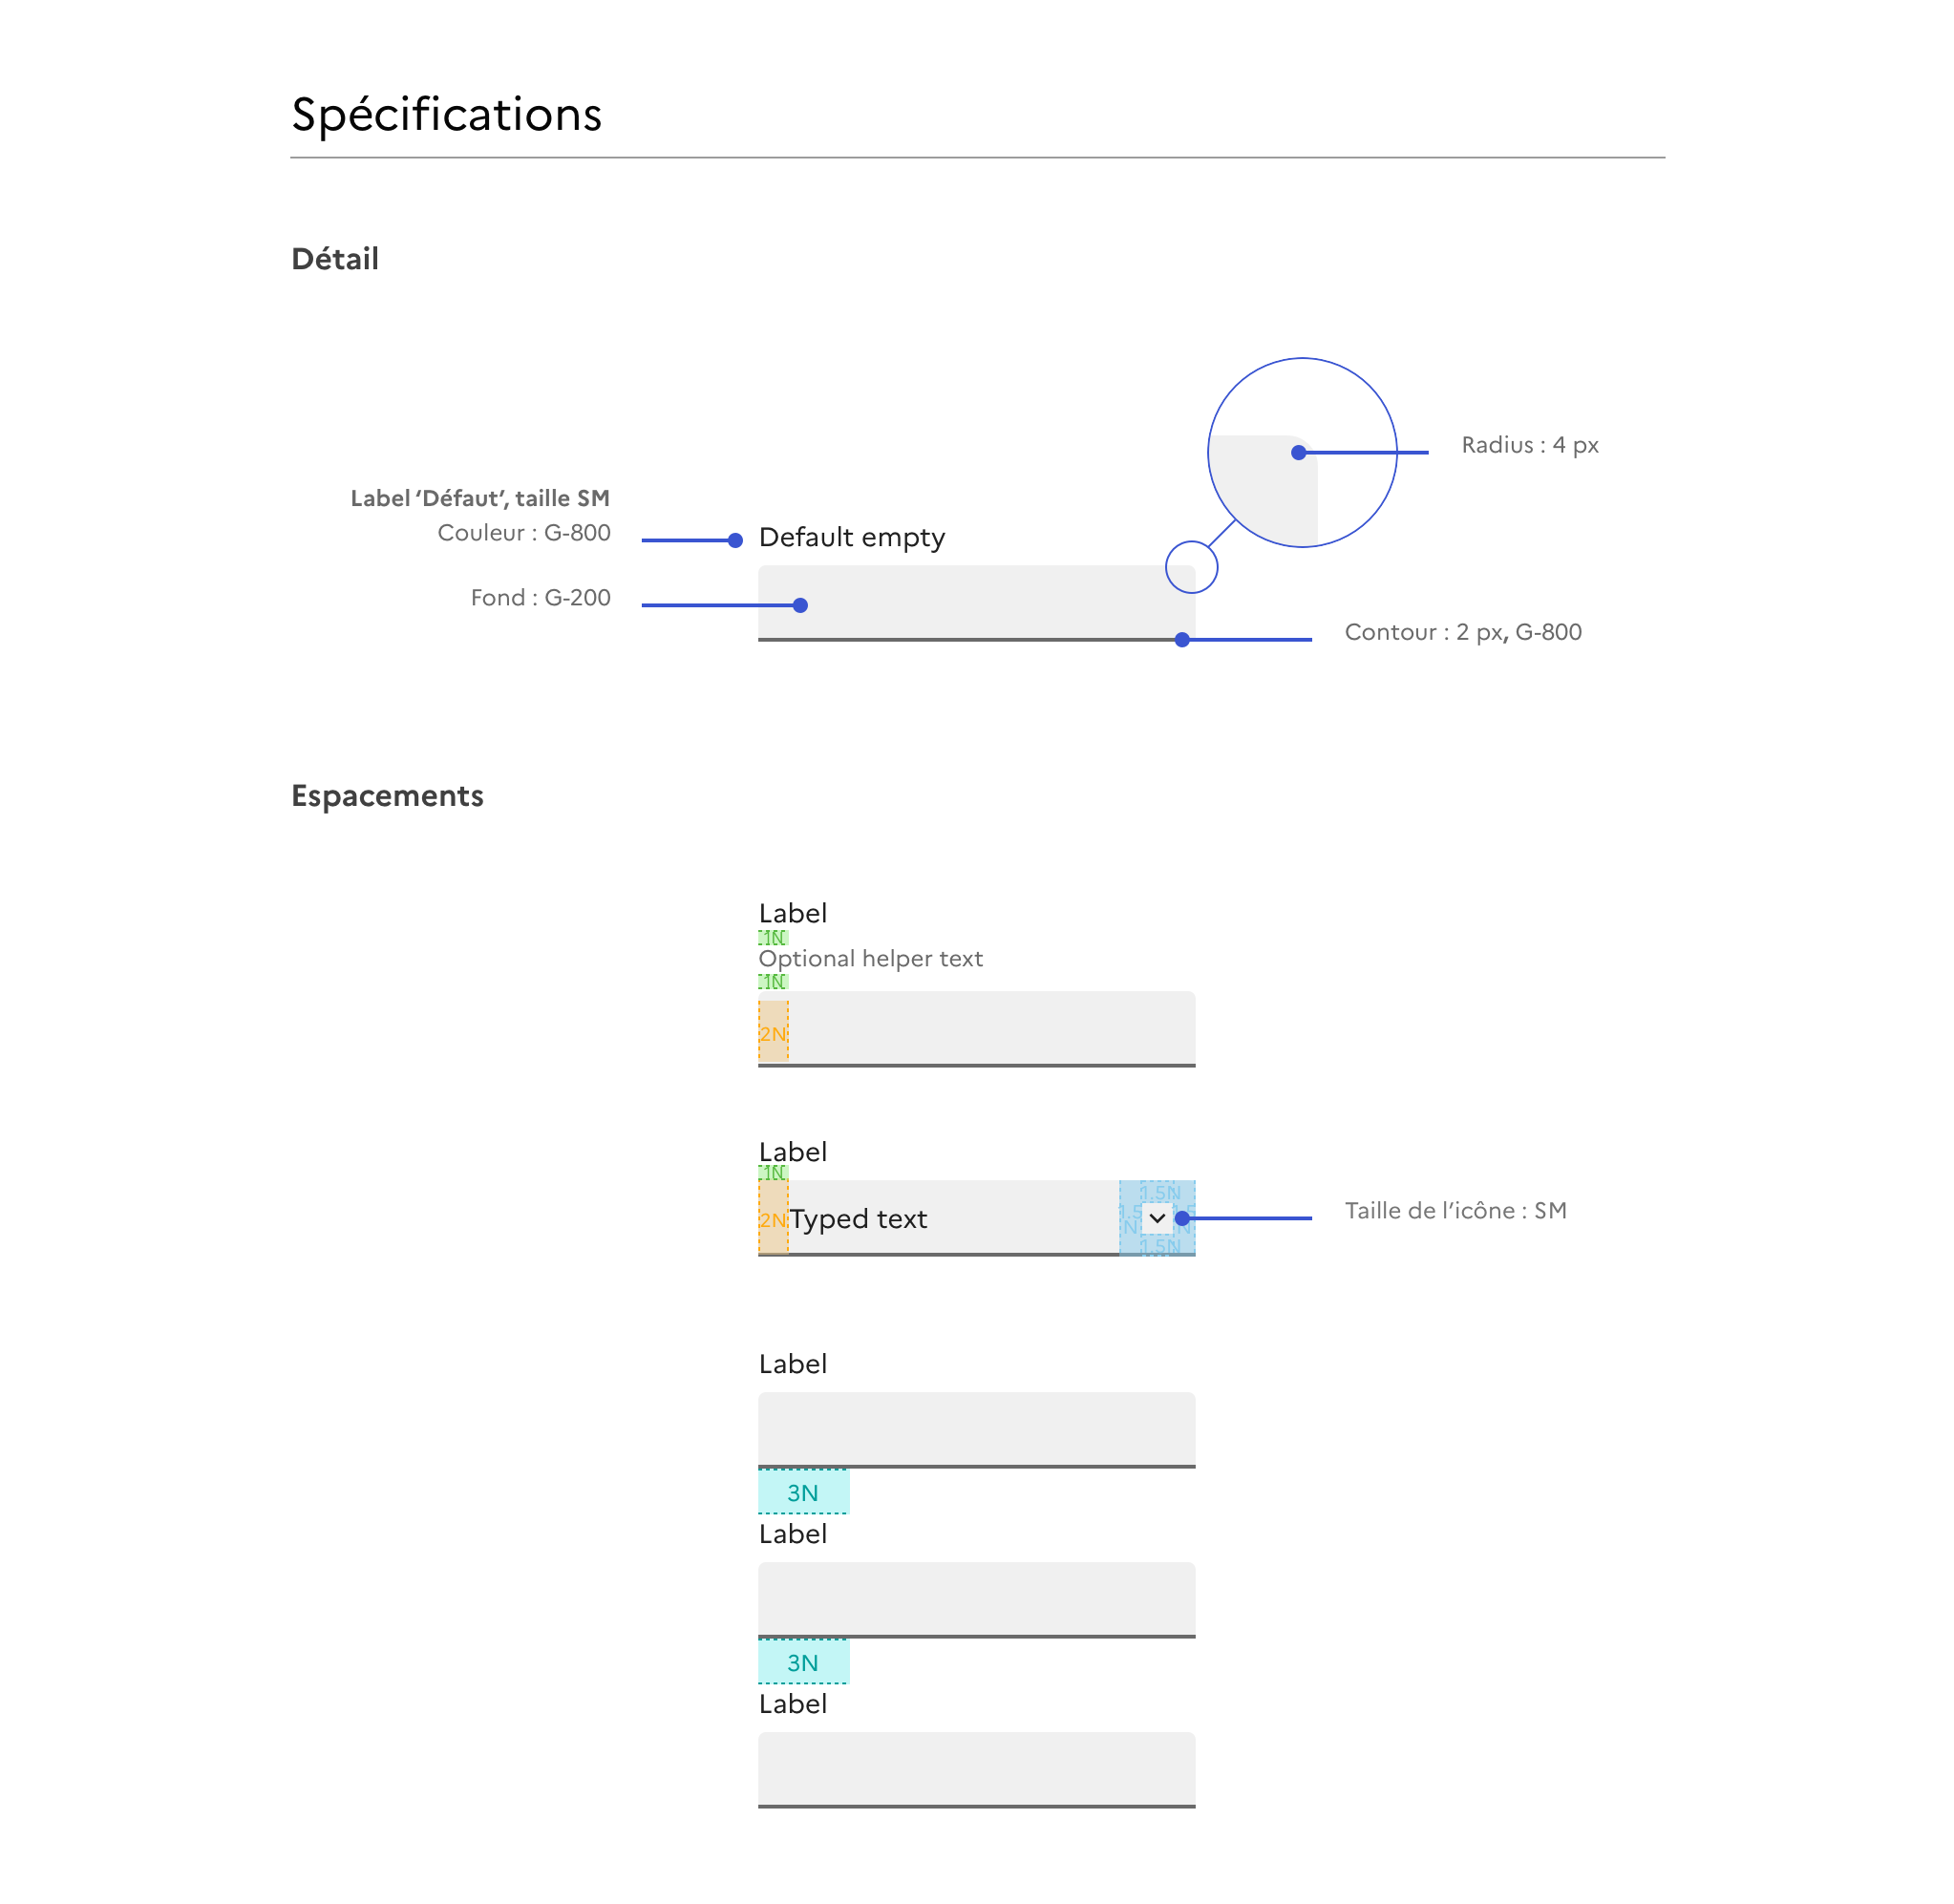 Spécifications
Détail
Radius : 4 px
Label ‘Défaut’, taille SM
Couleur : G-800
Default empty
Fond : G-200
Contour : 2 px, G-800
Espacements
Label
1N
Optional helper text
1N
2N
Label
1N
1.5N
2N
Typed text
1.5
N
1.5
N
1.5N
Taille de l’icône : SM
Label
3N
Label
3N
Label